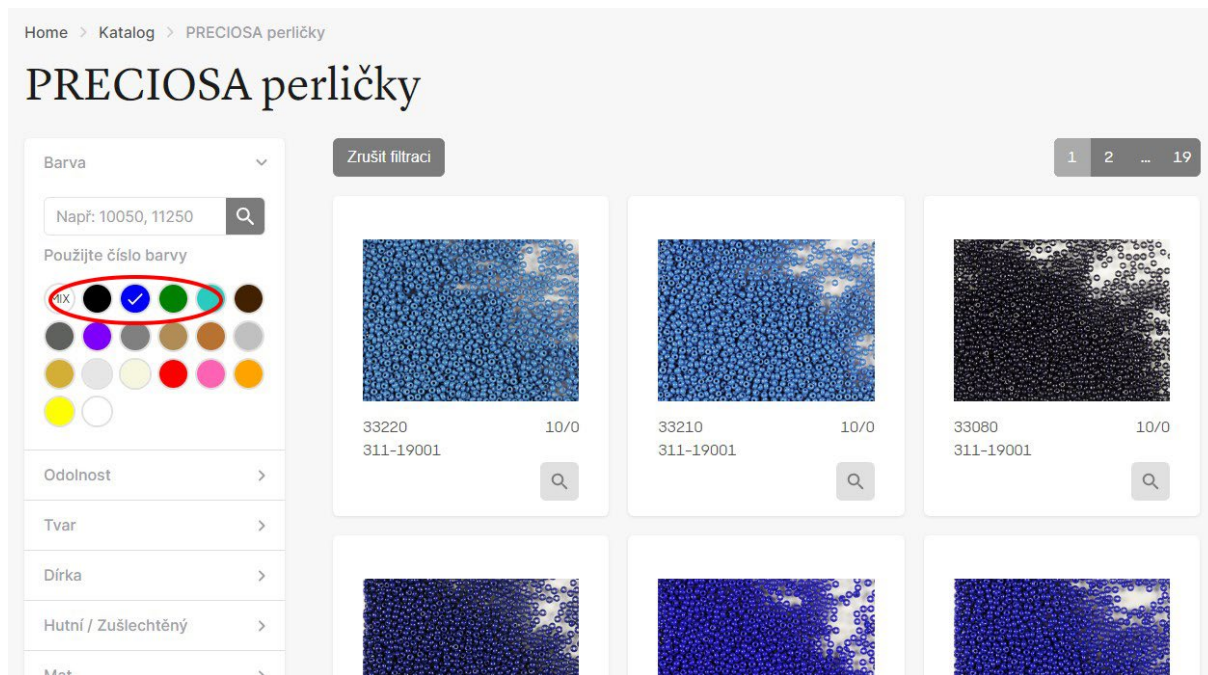 Home > Katalog > PRECIOSA perličky
PRECIOSA perličky
Barva
Např: 10050, 11250
Použijte číslo barvy
MIX
Odolnost
Tvar
Dírka
Hutní / Zušlechtěný
Mat
Zrušit filtraci
1 2 … 19
33220 10/0
311-19001
33210 10/0
311-19001
33080 10/0
311-19001